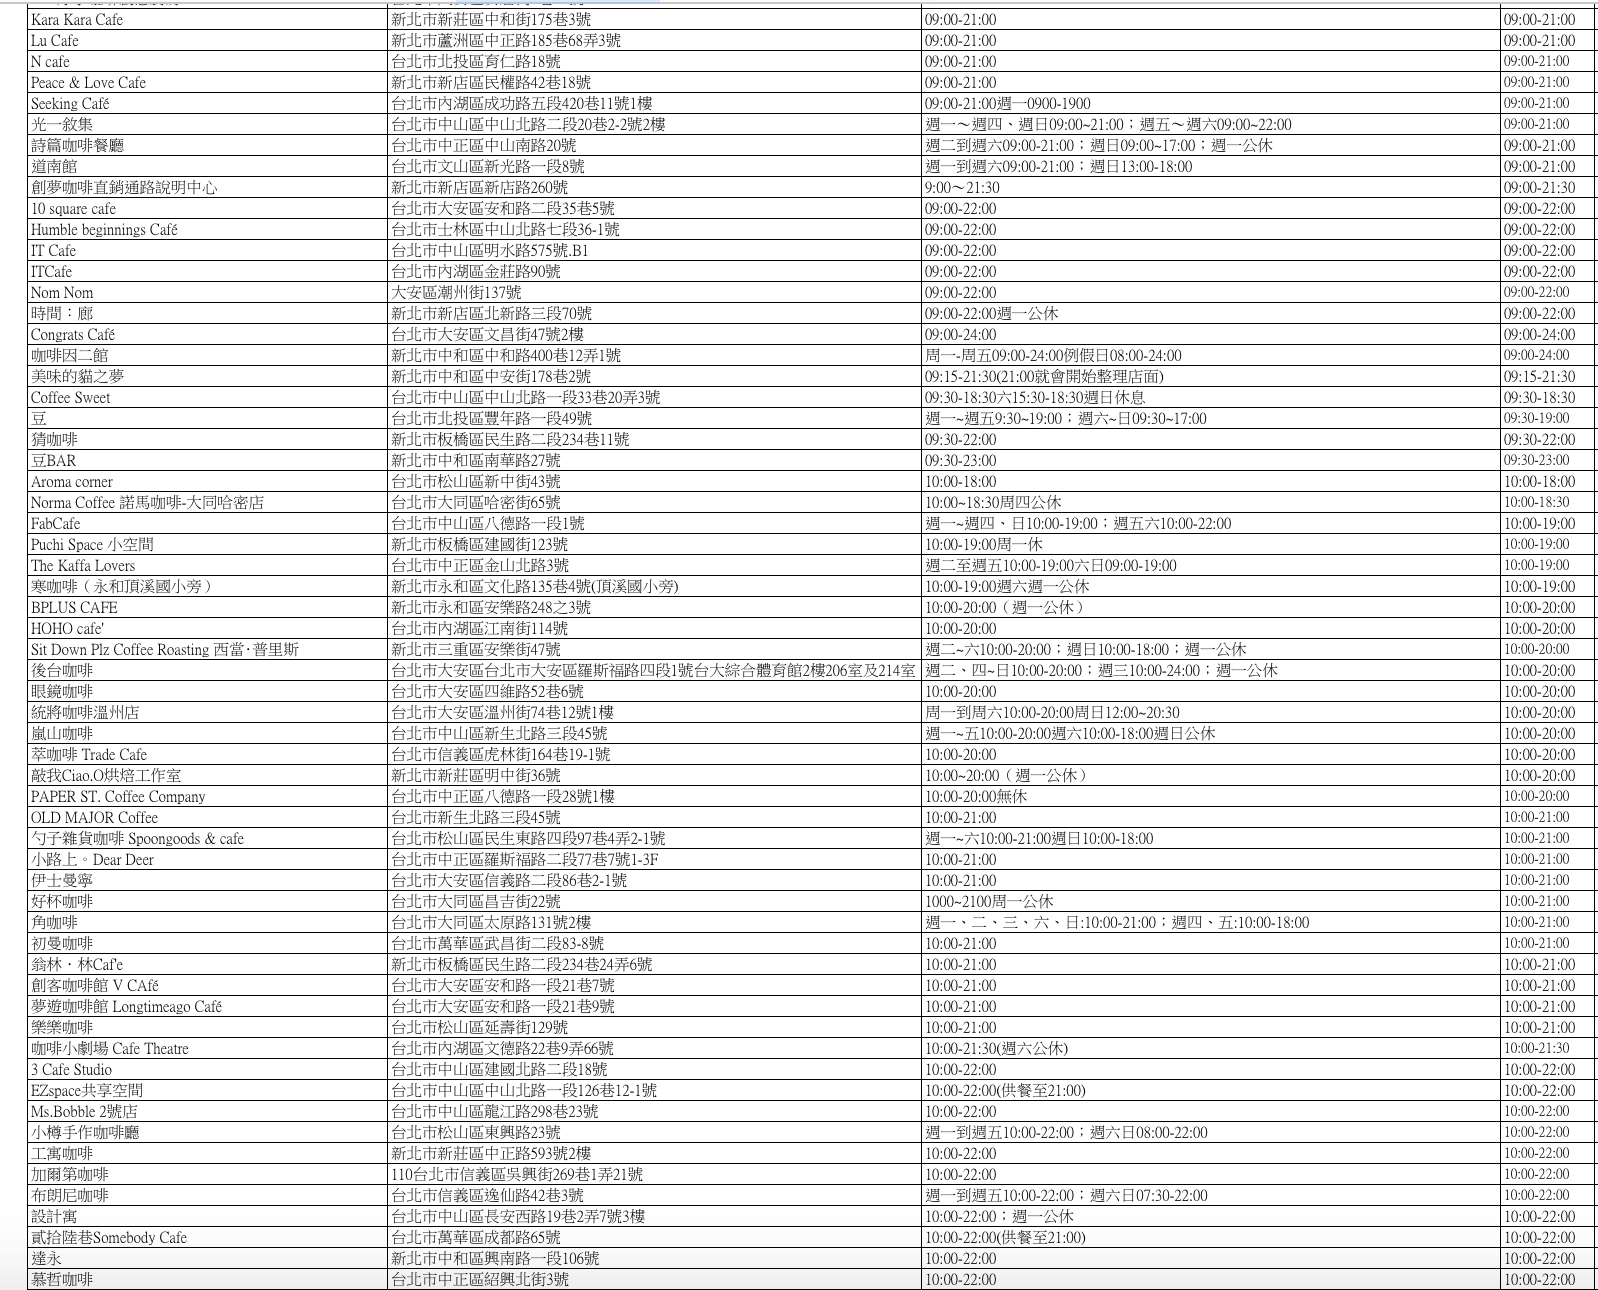 Kara Kara Cafe 新北市新莊區中和街175巷3號 09:00-21:00 09:00-21:00
Lu Cafe 新北市蘆洲區中正路185巷68弄3號 09:00-21:00 09:00-21:00
N cafe 台北市北投區育仁路18號 09:00-21:00 09:00-21:00
Peace & Love Cafe 新北市新店區民權路42巷18號 09:00-21:00 09:00-21:00
Seeking Café 台北市內湖區成功路五段420巷11號1樓 09:00-21:00週一0900-1900 09:00-21:00
光一敘集 台北市中山區中山北路二段20巷2-2號2樓 週一～週四、週日09:00~21:00；週五～週六09:00~22:00 09:00-21:00
詩篇咖啡餐廳 台北市中正區中山南路20號 週二到週六09:00-21:00；週日09:00~17:00；週一公休 09:00-21:00
道南館 台北市文山區新光路一段8號 週一到週六09:00-21:00；週日13:00-18:00 09:00-21:00
創夢咖啡直銷通路說明中心 新北市新店區新店路260號 9:00～21:30 09:00-21:30
10 square cafe 台北市大安區安和路二段35巷5號 09:00-22:00 09:00-22:00
Humble beginnings Café 台北市士林區中山北路七段36-1號 09:00-22:00 09:00-22:00
IT Cafe 台北市中山區明水路575號.B1 09:00-22:00 09:00-22:00
ITCafe 台北市內湖區金莊路90號 09:00-22:00 09:00-22:00
Nom Nom 大安區潮州街137號 09:00-22:00 09:00-22:00
時間：廊 新北市新店區北新路三段70號 09:00-22:00週一公休 09:00-22:00
Congrats Café 台北市大安區文昌街47號2樓 09:00-24:00 09:00-24:00
咖啡因二館 新北市中和區中和路400巷12弄1號 周一-周五09:00-24:00例假日08:00-24:00 09:00-24:00
美味的貓之夢 新北市中和區中安街178巷2號 09:15-21:30(21:00就會開始整理店面) 09:15-21:30
Coffee Sweet 台北市中山區中山北路一段33巷20弄3號 09:30-18:30六15:30-18:30週日休息 09:30-18:30
豆 台北市北投區豐年路一段49號 週一~週五9:30~19:00；週六~日09:30~17:00 09:30-19:00
猜咖啡 新北市板橋區民生路二段234巷11號 09:30-22:00 09:30-22:00
豆BAR 新北市中和區南華路27號 09:30-23:00 09:30-23:00
Aroma corner 台北市松山區新中街43號 10:00-18:00 10:00-18:00
Norma Coffee 諾馬咖啡-大同哈密店 台北市大同區哈密街65號 10:00~18:30周四公休 10:00-18:30
FabCafe 台北市中山區八德路一段1號 週一~週四、日10:00-19:00；週五六10:00-22:00 10:00-19:00
Puchi Space 小空間 新北市板橋區建國街123號 10:00-19:00周一休 10:00-19:00
The Kaffa Lovers 台北市中正區金山北路3號 週二至週五10:00-19:00六日09:00-19:00 10:00-19:00
寒咖啡（永和頂溪國小旁） 新北市永和區文化路135巷4號(頂溪國小旁) 10:00-19:00週六週一公休 10:00-19:00
BPLUS CAFE 新北市永和區安樂路248之3號 10:00-20:00（週一公休） 10:00-20:00
HOHO cafe' 台北市內湖區江南街114號 10:00-20:00 10:00-20:00
Sit Down Plz Coffee Roasting 西當·普里斯 新北市三重區安樂街47號 週二~六10:00-20:00；週日10:00-18:00；週一公休 10:00-20:00
後台咖啡 台北市大安區台北市大安區羅斯福路四段1號台大綜合體育館2樓206室及214室 週二、四~日10:00-20:00；週三10:00-24:00；週一公休 10:00-20:00
眼鏡咖啡 台北市大安區四維路52巷6號 10:00-20:00 10:00-20:00
統將咖啡溫州店 台北市大安區溫州街74巷12號1樓 周一到周六10:00-20:00周日12:00~20:30 10:00-20:00
嵐山咖啡 台北市中山區新生北路三段45號 週一~五10:00-20:00週六10:00-18:00週日公休 10:00-20:00
萃咖啡 Trade Cafe 台北市信義區虎林街164巷19-1號 10:00-20:00 10:00-20:00
敲我Ciao.O烘焙工作室 新北市新莊區明中街36號 10:00~20:00（週一公休） 10:00-20:00
PAPER ST. Coffee Company 台北市中正區八德路一段28號1樓 10:00-20:00無休 10:00-20:00
OLD MAJOR Coffee 台北市新生北路三段45號 10:00-21:00 10:00-21:00
勺子雜貨咖啡 Spoongoods & cafe 台北市松山區民生東路四段97巷4弄2-1號 週一~六10:00-21:00週日10:00-18:00 10:00-21:00
小路上。Dear Deer 台北市中正區羅斯福路二段77巷7號1-3F 10:00-21:00 10:00-21:00
伊士曼寧 台北市大安區信義路二段86巷2-1號 10:00-21:00 10:00-21:00
好杯咖啡 台北市大同區昌吉街22號 1000~2100周一公休 10:00-21:00
角咖啡 台北市大同區太原路131號2樓 週一、二、三、六、日:10:00-21:00；週四、五:10:00-18:00 10:00-21:00
初曼咖啡 台北市萬華區武昌街二段83-8號 10:00-21:00 10:00-21:00
翁林．林Caf'e 新北市板橋區民生路二段234巷24弄6號 10:00-21:00 10:00-21:00
創客咖啡館 V CAfé 台北市大安區安和路一段21巷7號 10:00-21:00 10:00-21:00
夢遊咖啡館 Longtimeago Café 台北市大安區安和路一段21巷9號 10:00-21:00 10:00-21:00
樂樂咖啡 台北市松山區延壽街129號 10:00-21:00 10:00-21:00
咖啡小劇場 Cafe Theatre 台北市內湖區文德路22巷9弄66號 10:00-21:30(週六公休) 10:00-21:30
3 Cafe Studio 台北市中山區建國北路二段18號 10:00-22:00 10:00-22:00
EZspace共享空間 台北市中山區中山北路一段126巷12-1號 10:00-22:00(供餐至21:00) 10:00-22:00
Ms.Bobble 2號店 台北市中山區龍江路298巷23號 10:00-22:00 10:00-22:00
小樽手作咖啡廳 台北市松山區東興路23號 週一到週五10:00-22:00；週六日08:00-22:00 10:00-22:00
工寓咖啡 新北市新莊區中正路593號2樓 10:00-22:00 10:00-22:00
加爾第咖啡 110台北市信義區吳興街269巷1弄21號 10:00-22:00 10:00-22:00
布朗尼咖啡 台北市信義區逸仙路42巷3號 週一到週五10:00-22:00；週六日07:30-22:00 10:00-22:00
設計寓 台北市中山區長安西路19巷2弄7號3樓 10:00-22:00；週一公休 10:00-22:00
貳拾陸巷Somebody Cafe 台北市萬華區成都路65號 10:00-22:00(供餐至21:00) 10:00-22:00
達永 新北市中和區興南路一段106號 10:00-22:00 10:00-22:00
慕哲咖啡 台北市中正區紹興北街3號 10:00-22:00 10:00-22:00